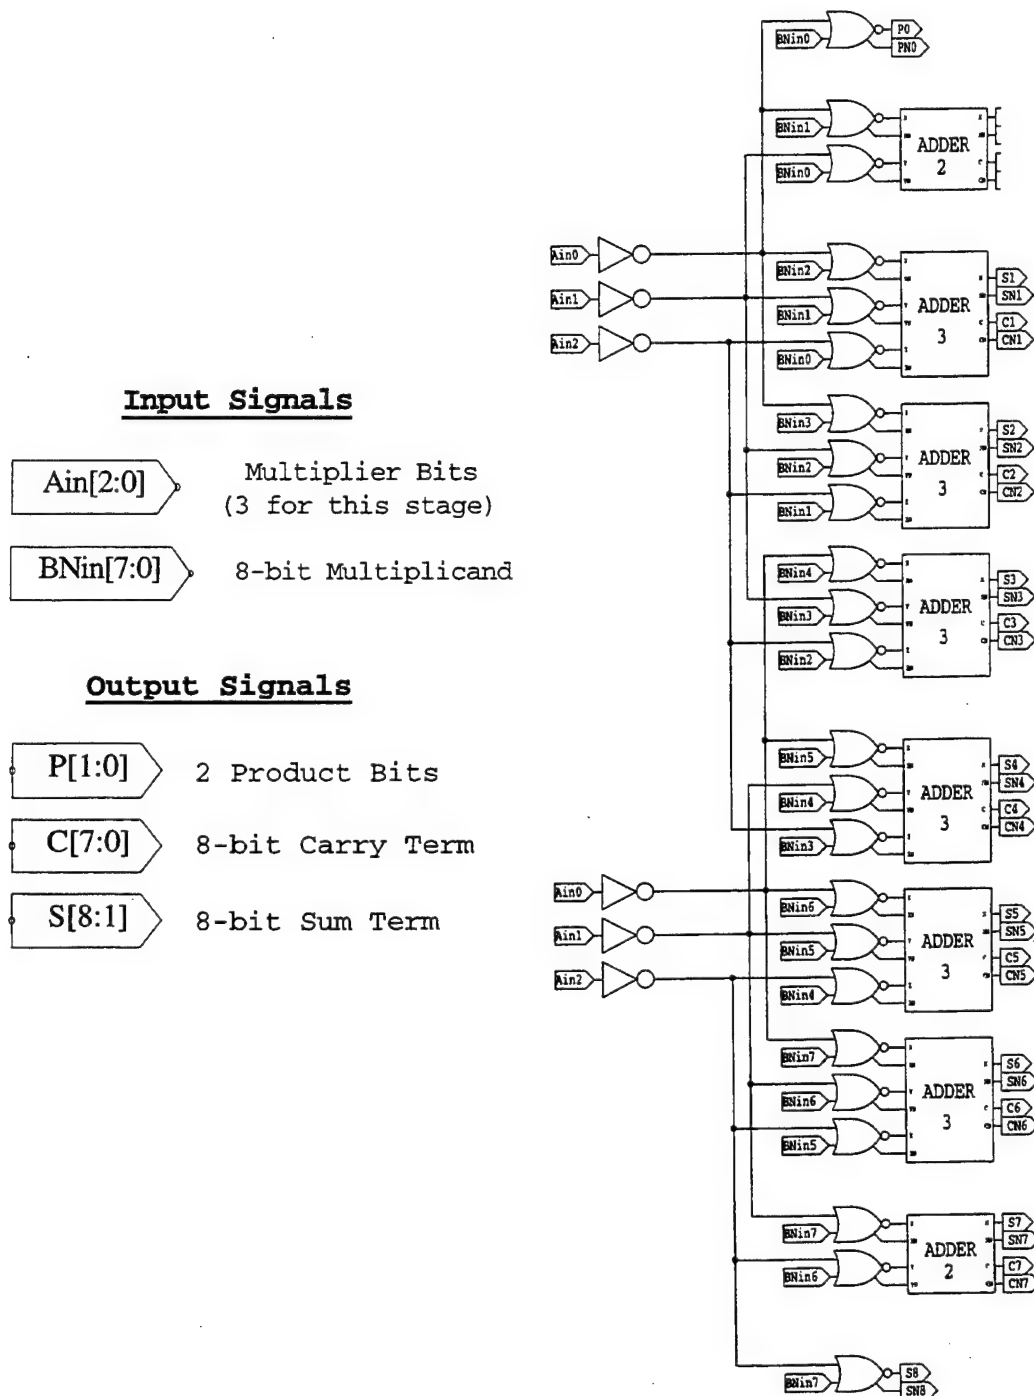 Input Signals
Ain[2:0]
Multiplier Bits
(3 for this stage)
BNin[7:0]
8-bit Multiplicand
Output Signals
P[1:0]
2 Product Bits
C[7:0]
8-bit Carry Term
S[8:1]
8-bit Sum Term
BNin0
P0
PN0
BNin1
BNin0
ADDER
2
Ain0
Ain1
Ain2
BNin2
BNin1
BNin0
ADDER
3
S1
SN1
C1
CN1
BNin3
BNin2
BNin1
ADDER
3
S2
SN2
C2
CN2
BNin4
BNin3
BNin2
ADDER
3
S3
SN3
C3
CN3
BNin5
BNin4
BNin3
ADDER
3
S4
SN4
C4
CN4
Ain0
Ain1
Ain2
BNin6
BNin5
BNin4
ADDER
3
S5
SN5
C5
CN5
BNin7
BNin6
BNin5
ADDER
3
S6
SN6
C6
CN6
BNin7
BNin6
ADDER
2
S7
SN7
C7
CN7
BNin7
S8
SN8